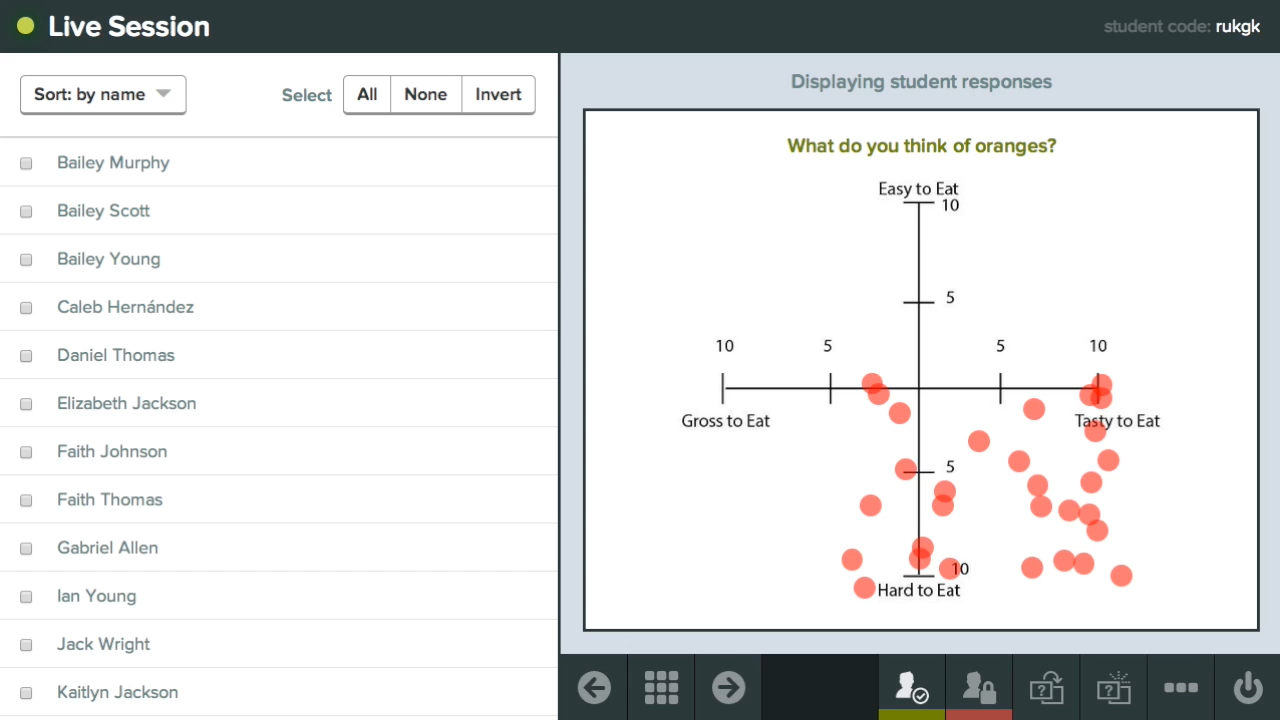 Live Session
student code: rukgk
Sort: by name
Select
All
None
Invert
Bailey Murphy
Bailey Scott
Bailey Young
Caleb Hernández
Daniel Thomas
Elizabeth Jackson
Faith Johnson
Faith Thomas
Gabriel Allen
Ian Young
Jack Wright
Kaitlyn Jackson
Displaying student responses
What do you think of oranges?
Easy to Eat
10
5
10 5 5 10
Gross to Eat Tasty to Eat
5
10
Hard to Eat